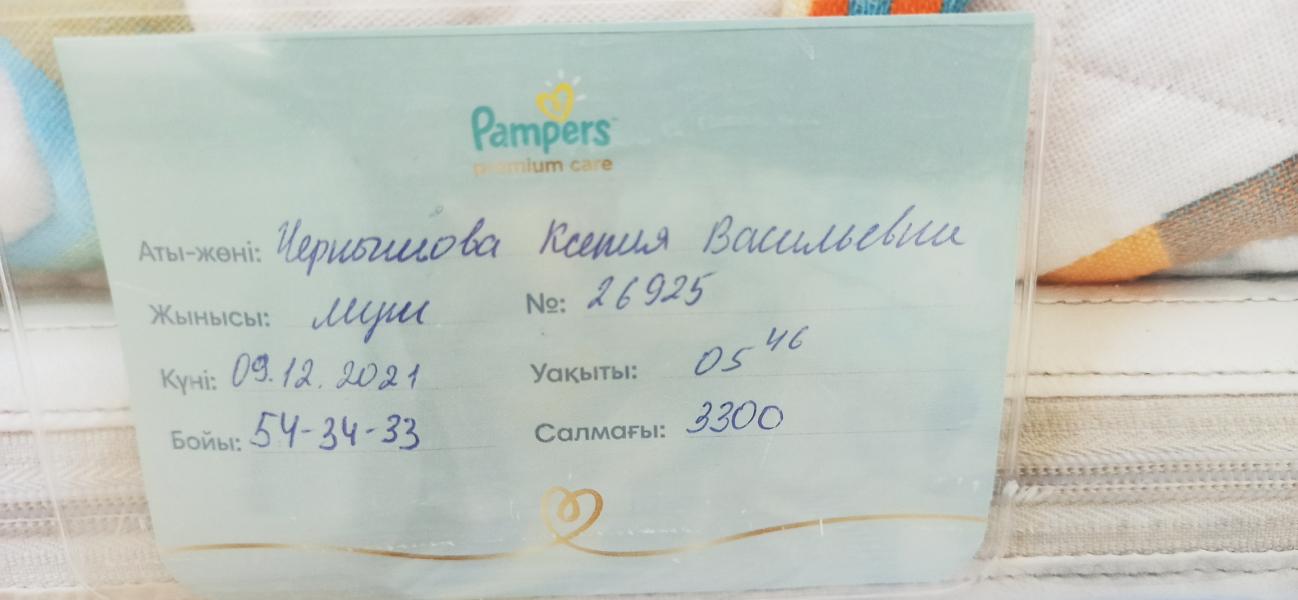 Pampers
premium care
Аты-жөні: Чернышова Ксения Васильевна
Жынысы: муж №: 26925
Күні: 09.12.2021 Уақыты: 05 46
Бойы: 54-34-33 Салмағы: 3300